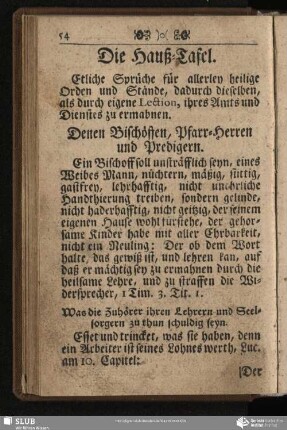 54
Die Hauß-Tafel.
Etliche Sprüche für allerley heilige
Orden und Stände, dadurch dieselben,
als durch eigene Lection, ihres Amts und
Dienstes zu ermahnen.
Denen Bischöffen, Pfarr-Herren
und Predigern.
Ein Bischoff soll unsträfflich seyn, eines
Weibes Mann, nüchtern, mäßig, sittig,
gastfrey, lehrhafftig, nicht unehrliche
Handthierung treiben, sondern gelinde,
nicht haderhafftig, nicht geitzig, der seinem
eigenen Hause wohl fürstehe, der gehor-
same Kinder habe mit aller Ehrbarkeit,
nicht ein Neuling: Der ob dem Wort
halte, das gewiß ist, und lehren kan, auf
daß er mächtig sey zu ermahnen durch die
heilsame Lehre, und zu straffen die Wi-
dersprecher, 1 Tim. 3. Tit. 1.
Was die Zuhörer ihren Lehrern und Seel-
sorgern zu thun schuldig seyn.
Esset und trincket, was sie haben, denn
ein Arbeiter ist seines Lohnes werth, Luc.
am 10. Capitel:
[Der
SLUB